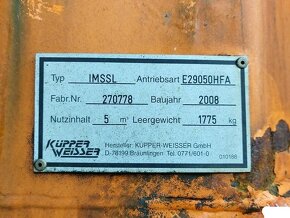 Typ IMSSL Antriebsart E29050HFA
Fabr.Nr. 270778 Baujahr 2008
Nutzinhalt 5 m³ Leergewicht 1775 kg
KÜPPER
WEISSER
Hersteller: KÜPPER-WEISSER GmbH
D-78199 Bräunlingen Tel. 0771/601-0
010166